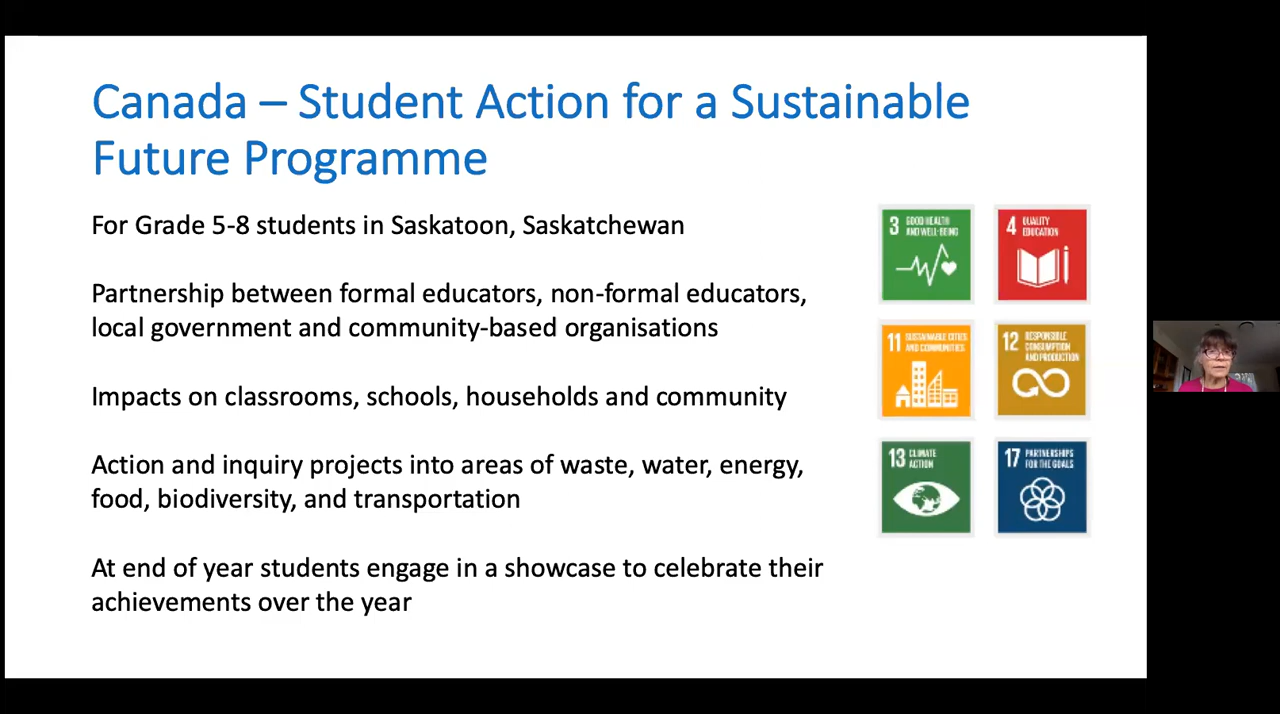 Canada – Student Action for a Sustainable
Future Programme
For Grade 5-8 students in Saskatoon, Saskatchewan
Partnership between formal educators, non-formal educators,
local government and community-based organisations
Impacts on classrooms, schools, households and community
Action and inquiry projects into areas of waste, water, energy,
food, biodiversity, and transportation
At end of year students engage in a showcase to celebrate their
achievements over the year
3 GOOD HEALTH
AND WELL-BEING
4 QUALITY
EDUCATION
11 SUSTAINABLE CITIES
AND COMMUNITIES
12 RESPONSIBLE
CONSUMPTION
AND PRODUCTION
13 CLIMATE
ACTION
17 PARTNERSHIPS
FOR THE GOALS